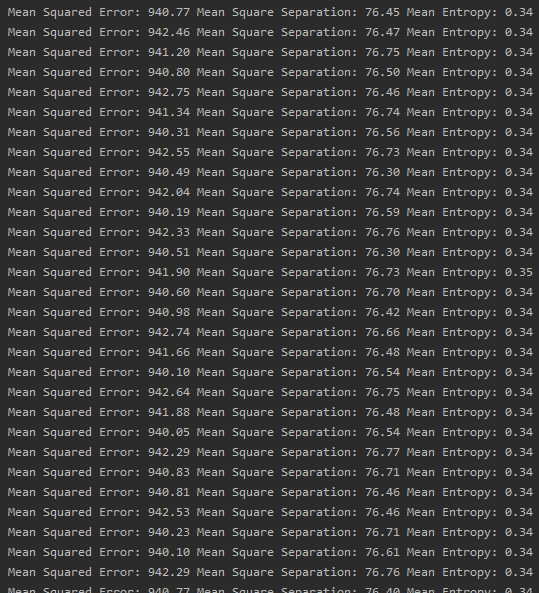 Mean Squared Error: 940.77 Mean Square Separation: 76.45 Mean Entropy: 0.34
Mean Squared Error: 942.46 Mean Square Separation: 76.47 Mean Entropy: 0.34
Mean Squared Error: 941.20 Mean Square Separation: 76.75 Mean Entropy: 0.34
Mean Squared Error: 940.80 Mean Square Separation: 76.50 Mean Entropy: 0.34
Mean Squared Error: 942.75 Mean Square Separation: 76.46 Mean Entropy: 0.34
Mean Squared Error: 941.34 Mean Square Separation: 76.74 Mean Entropy: 0.34
Mean Squared Error: 940.31 Mean Square Separation: 76.56 Mean Entropy: 0.34
Mean Squared Error: 942.55 Mean Square Separation: 76.73 Mean Entropy: 0.34
Mean Squared Error: 940.49 Mean Square Separation: 76.30 Mean Entropy: 0.34
Mean Squared Error: 942.04 Mean Square Separation: 76.74 Mean Entropy: 0.34
Mean Squared Error: 940.19 Mean Square Separation: 76.59 Mean Entropy: 0.34
Mean Squared Error: 942.33 Mean Square Separation: 76.76 Mean Entropy: 0.34
Mean Squared Error: 940.51 Mean Square Separation: 76.30 Mean Entropy: 0.34
Mean Squared Error: 941.90 Mean Square Separation: 76.73 Mean Entropy: 0.35
Mean Squared Error: 940.60 Mean Square Separation: 76.70 Mean Entropy: 0.34
Mean Squared Error: 940.98 Mean Square Separation: 76.42 Mean Entropy: 0.34
Mean Squared Error: 942.74 Mean Square Separation: 76.66 Mean Entropy: 0.34
Mean Squared Error: 941.66 Mean Square Separation: 76.48 Mean Entropy: 0.34
Mean Squared Error: 940.10 Mean Square Separation: 76.54 Mean Entropy: 0.34
Mean Squared Error: 942.64 Mean Square Separation: 76.75 Mean Entropy: 0.34
Mean Squared Error: 941.88 Mean Square Separation: 76.48 Mean Entropy: 0.34
Mean Squared Error: 940.05 Mean Square Separation: 76.54 Mean Entropy: 0.34
Mean Squared Error: 942.29 Mean Square Separation: 76.77 Mean Entropy: 0.34
Mean Squared Error: 940.83 Mean Square Separation: 76.71 Mean Entropy: 0.34
Mean Squared Error: 940.81 Mean Square Separation: 76.46 Mean Entropy: 0.34
Mean Squared Error: 942.53 Mean Square Separation: 76.46 Mean Entropy: 0.34
Mean Squared Error: 940.23 Mean Square Separation: 76.71 Mean Entropy: 0.34
Mean Squared Error: 940.10 Mean Square Separation: 76.61 Mean Entropy: 0.34
Mean Squared Error: 942.29 Mean Square Separation: 76.76 Mean Entropy: 0.34
Mean Squared Error: 940.77 Mean Square Separation: 76.40 Mean Entropy: 0.34